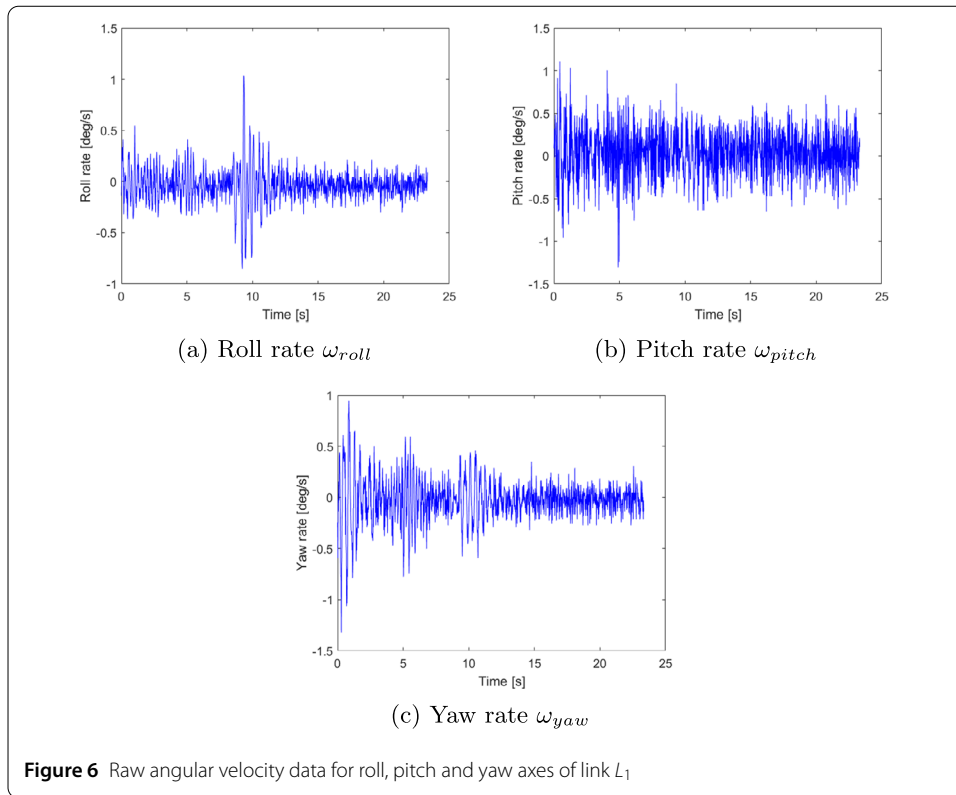 1.5
1
0.5
0
-0.5
-1
Roll rate [deg/s]
0 5 10 15 20 25
Time [s]
(a) Roll rate ω_roll
1.5
1
0.5
0
-0.5
-1
-1.5
Pitch rate [deg/s]
0 5 10 15 20 25
Time [s]
(b) Pitch rate ω_pitch
1
0.5
0
-0.5
-1
-1.5
Yaw rate [deg/s]
0 5 10 15 20 25
Time [s]
(c) Yaw rate ω_yaw
Figure 6 Raw angular velocity data for roll, pitch and yaw axes of link L_1